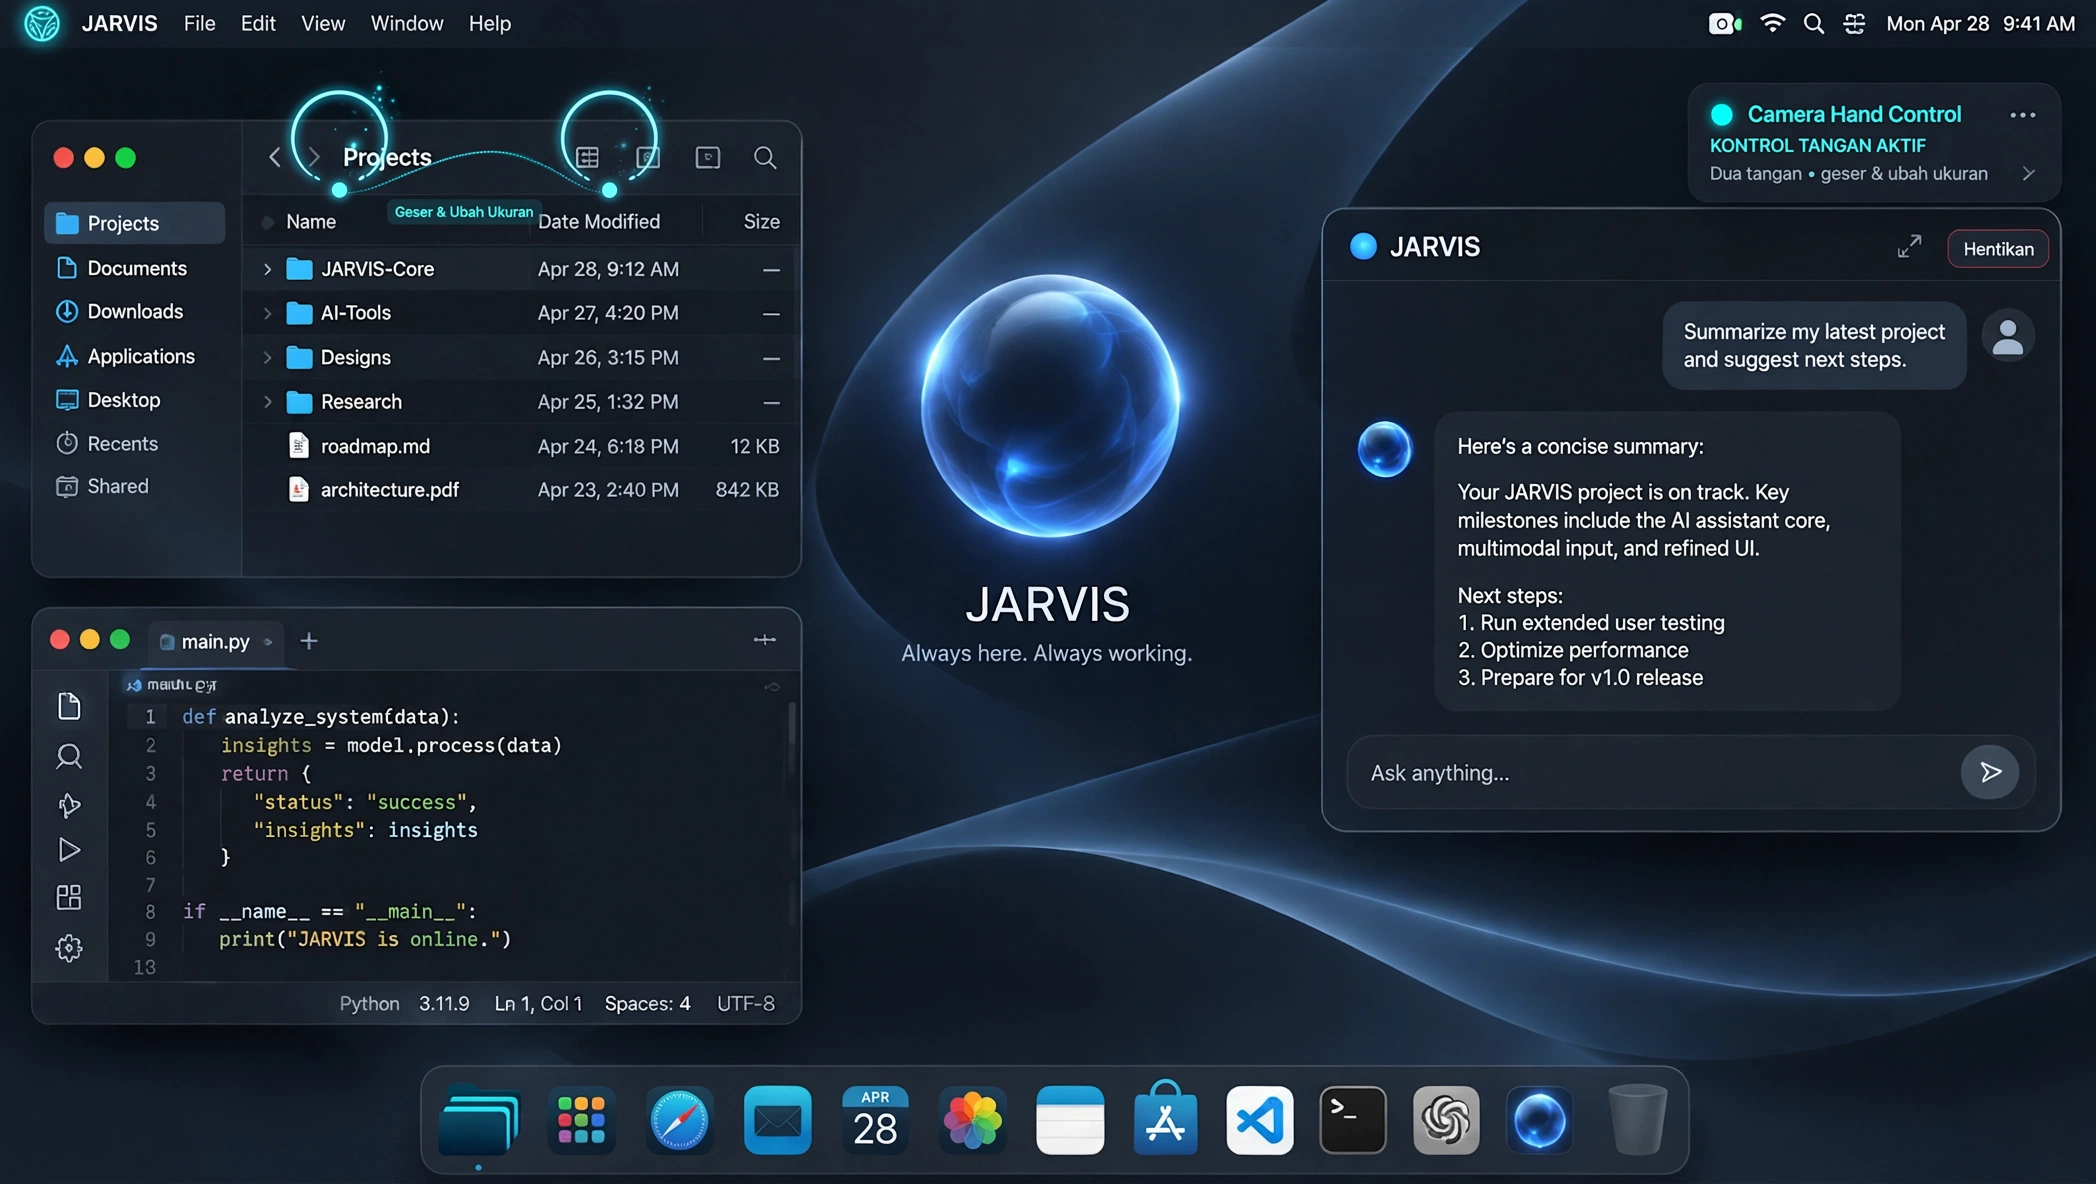 JARVIS File Edit View Window Help
Mon Apr 28 9:41 AM
Camera Hand Control
KONTROL TANGAN AKTIF
Dua tangan • geser & ubah ukuran
Projects
Geser & Ubah Ukuran
Name Date Modified Size
Projects
Documents
Downloads
Applications
Desktop
Recents
Shared
JARVIS-Core Apr 28, 9:12 AM —
AI-Tools Apr 27, 4:20 PM —
Designs Apr 26, 3:15 PM —
Research Apr 25, 1:32 PM —
roadmap.md Apr 24, 6:18 PM 12 KB
architecture.pdf Apr 23, 2:40 PM 842 KB
JARVIS
Always here. Always working.
JARVIS
Hentikan
Summarize my latest project
and suggest next steps.
Here's a concise summary:
Your JARVIS project is on track. Key
milestones include the AI assistant core,
multimodal input, and refined UI.
Next steps:
1. Run extended user testing
2. Optimize performance
3. Prepare for v1.0 release
Ask anything...
main.py
1 def analyze_system(data):
2 insights = model.process(data)
3 return {
4 "status": "success",
5 "insights": insights
6 }
7
8 if __name__ == "__main__":
9 print("JARVIS is online.")
13
Python 3.11.9 Ln 1, Col 1 Spaces: 4 UTF-8
APR
28
>_